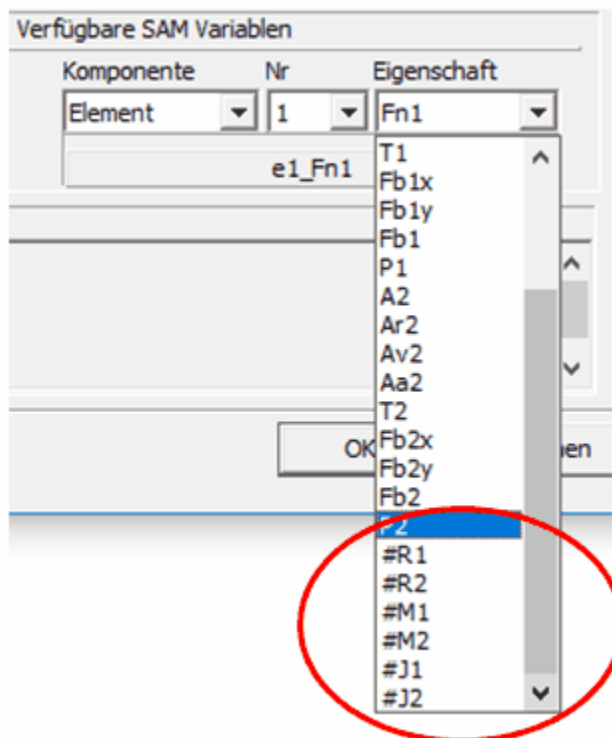 Verfügbare SAM Variablen
Komponente Nr Eigenschaft
Element 1 Fn1
e1_Fn1
T1
Fb1x
Fb1y
Fb1
P1
A2
Ar2
Av2
Aa2
T2
Fb2x
OK
Fb2y
en
Fb2
P2
#R1
#R2
#M1
#M2
#J1
#J2